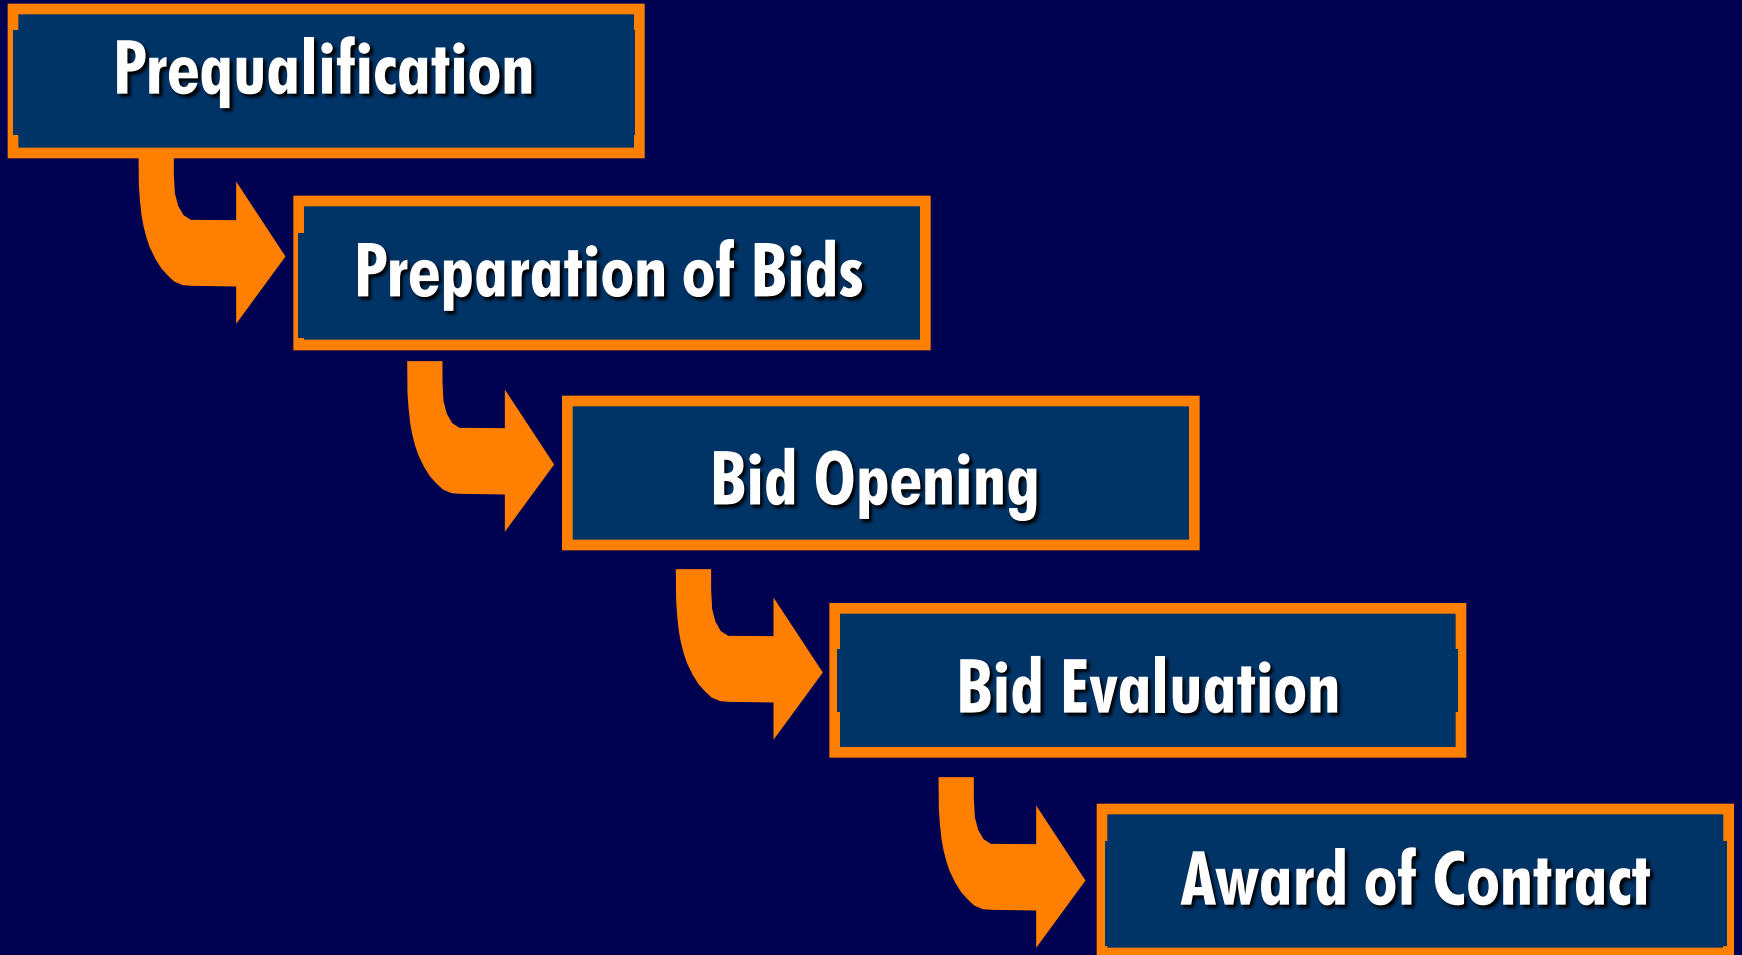 Prequalification
Preparation of Bids
Bid Opening
Bid Evaluation
Award of Contract